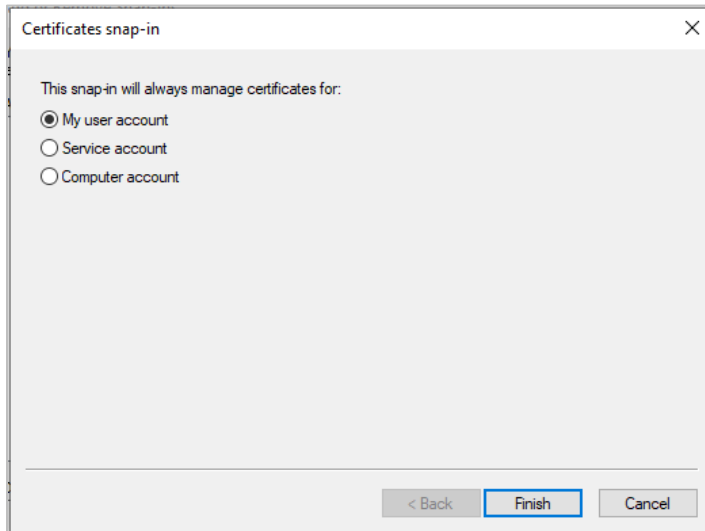 Certificates snap-in
This snap-in will always manage certificates for:
My user account
Service account
Computer account
< Back
Finish
Cancel